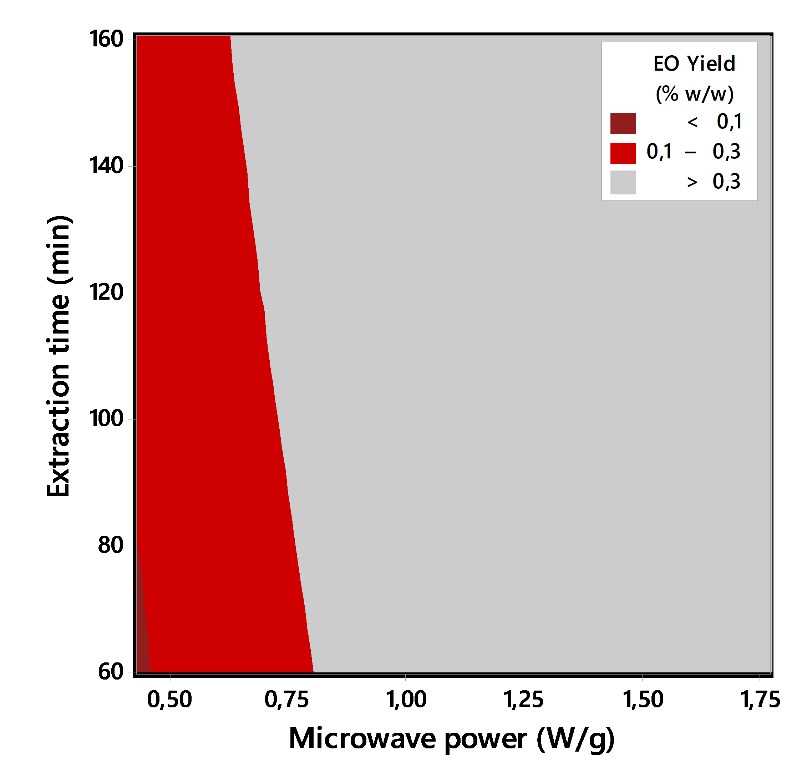 EO Yield
(% w/w)
< 0,1
0,1 – 0,3
> 0,3
160
140
120
100
80
60
Extraction time (min)
0,50 0,75 1,00 1,25 1,50 1,75
Microwave power (W/g)